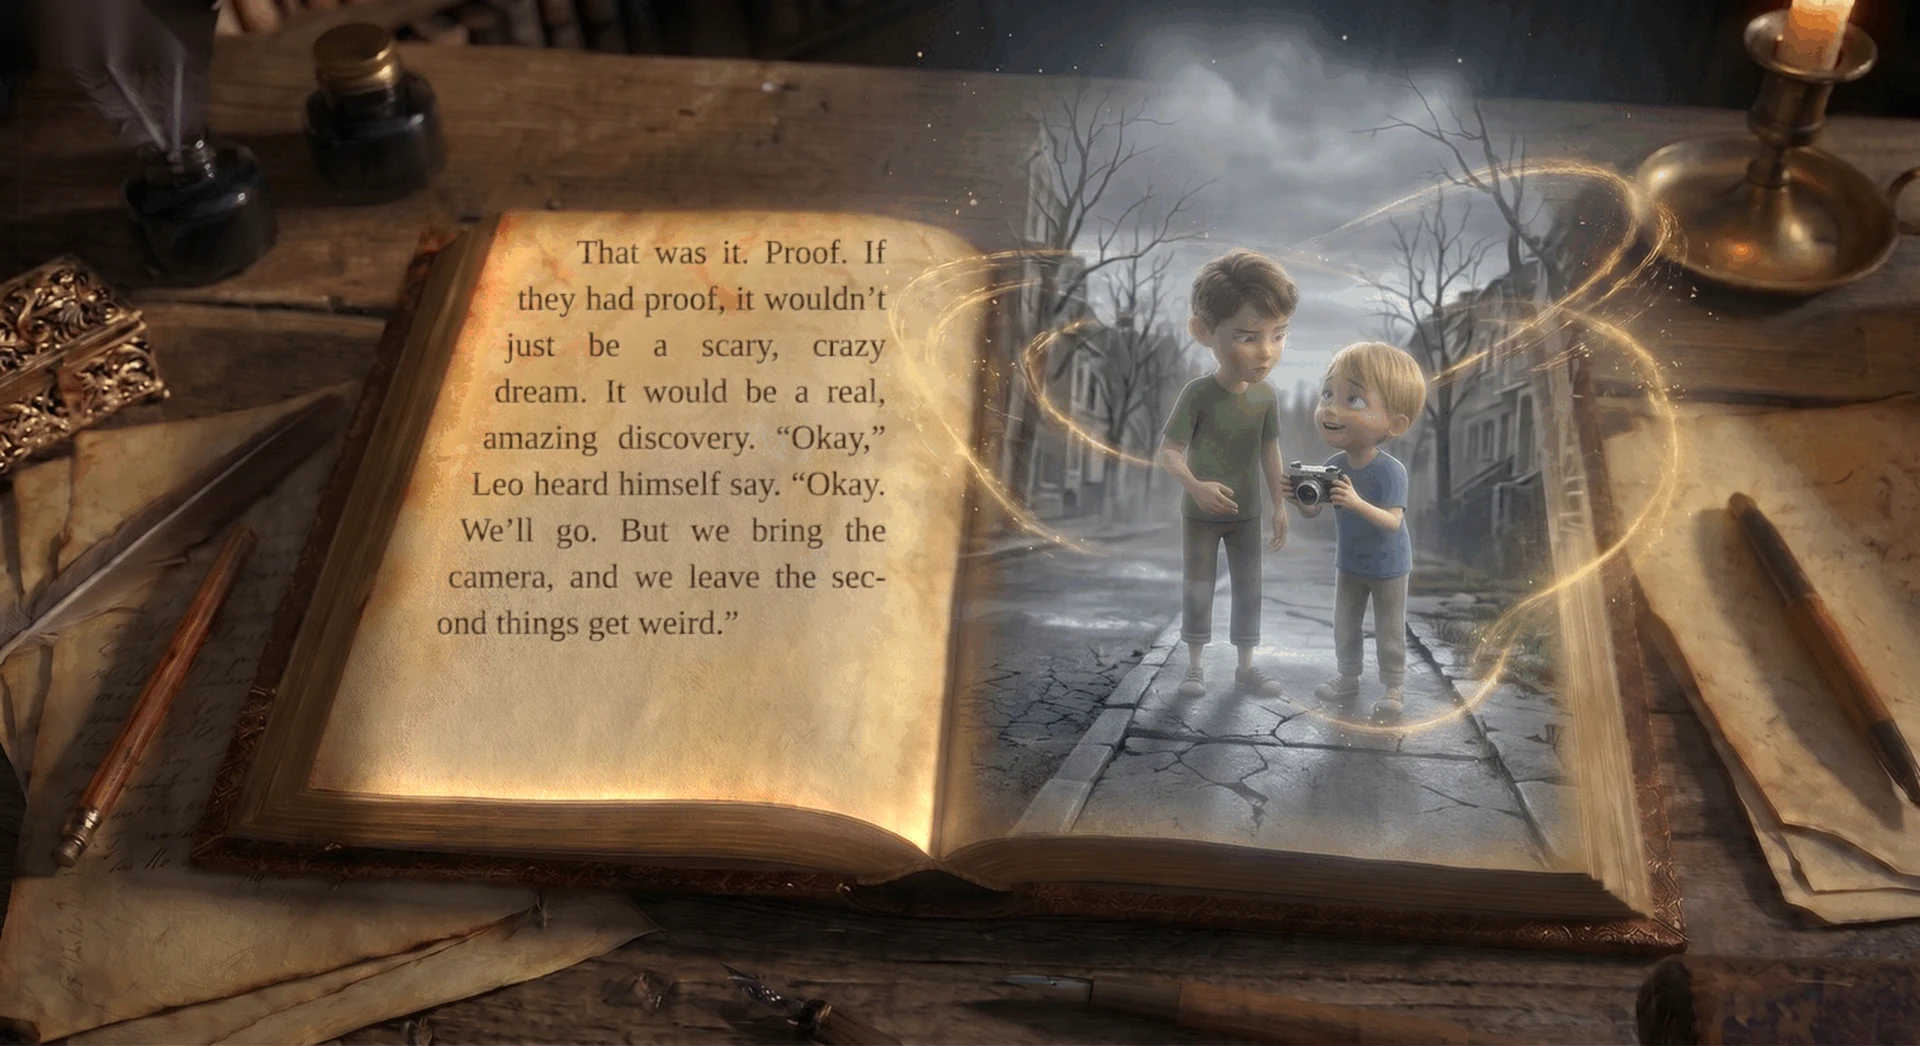 That was it. Proof. If
they had proof, it wouldn’t
just be a scary, crazy
dream. It would be a real,
amazing discovery. “Okay,”
Leo heard himself say. “Okay.
We’ll go. But we bring the
camera, and we leave the sec-
ond things get weird.”